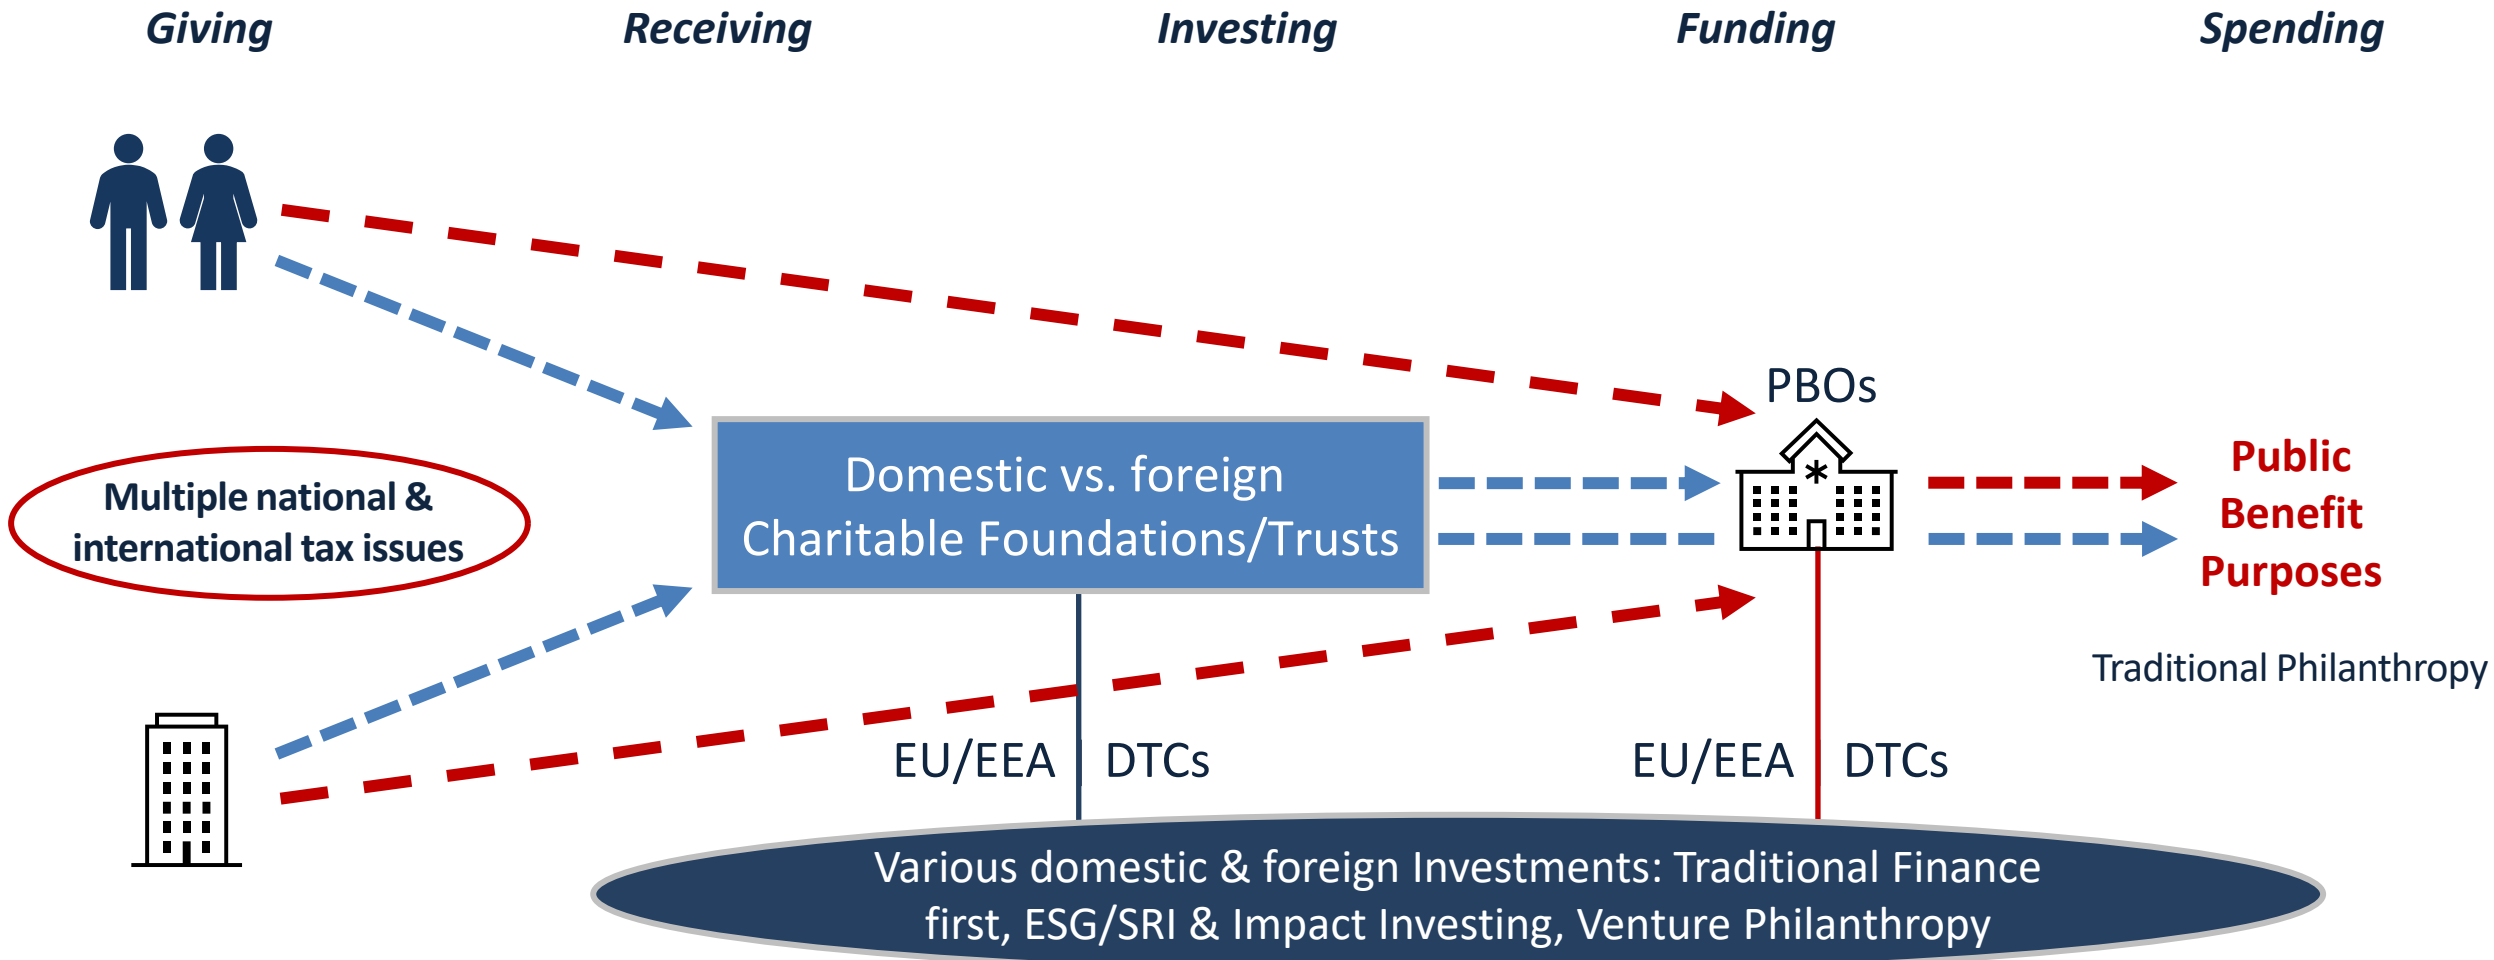 Giving
Receiving
Investing
Funding
Spending
PBOs
Domestic vs. foreign
Charitable Foundations/Trusts
Multiple national &
international tax issues
Public
Benefit
Purposes
Traditional Philanthropy
EU/EEA
DTCs
EU/EEA
DTCs
Various domestic & foreign Investments: Traditional Finance
first, ESG/SRI & Impact Investing, Venture Philanthropy